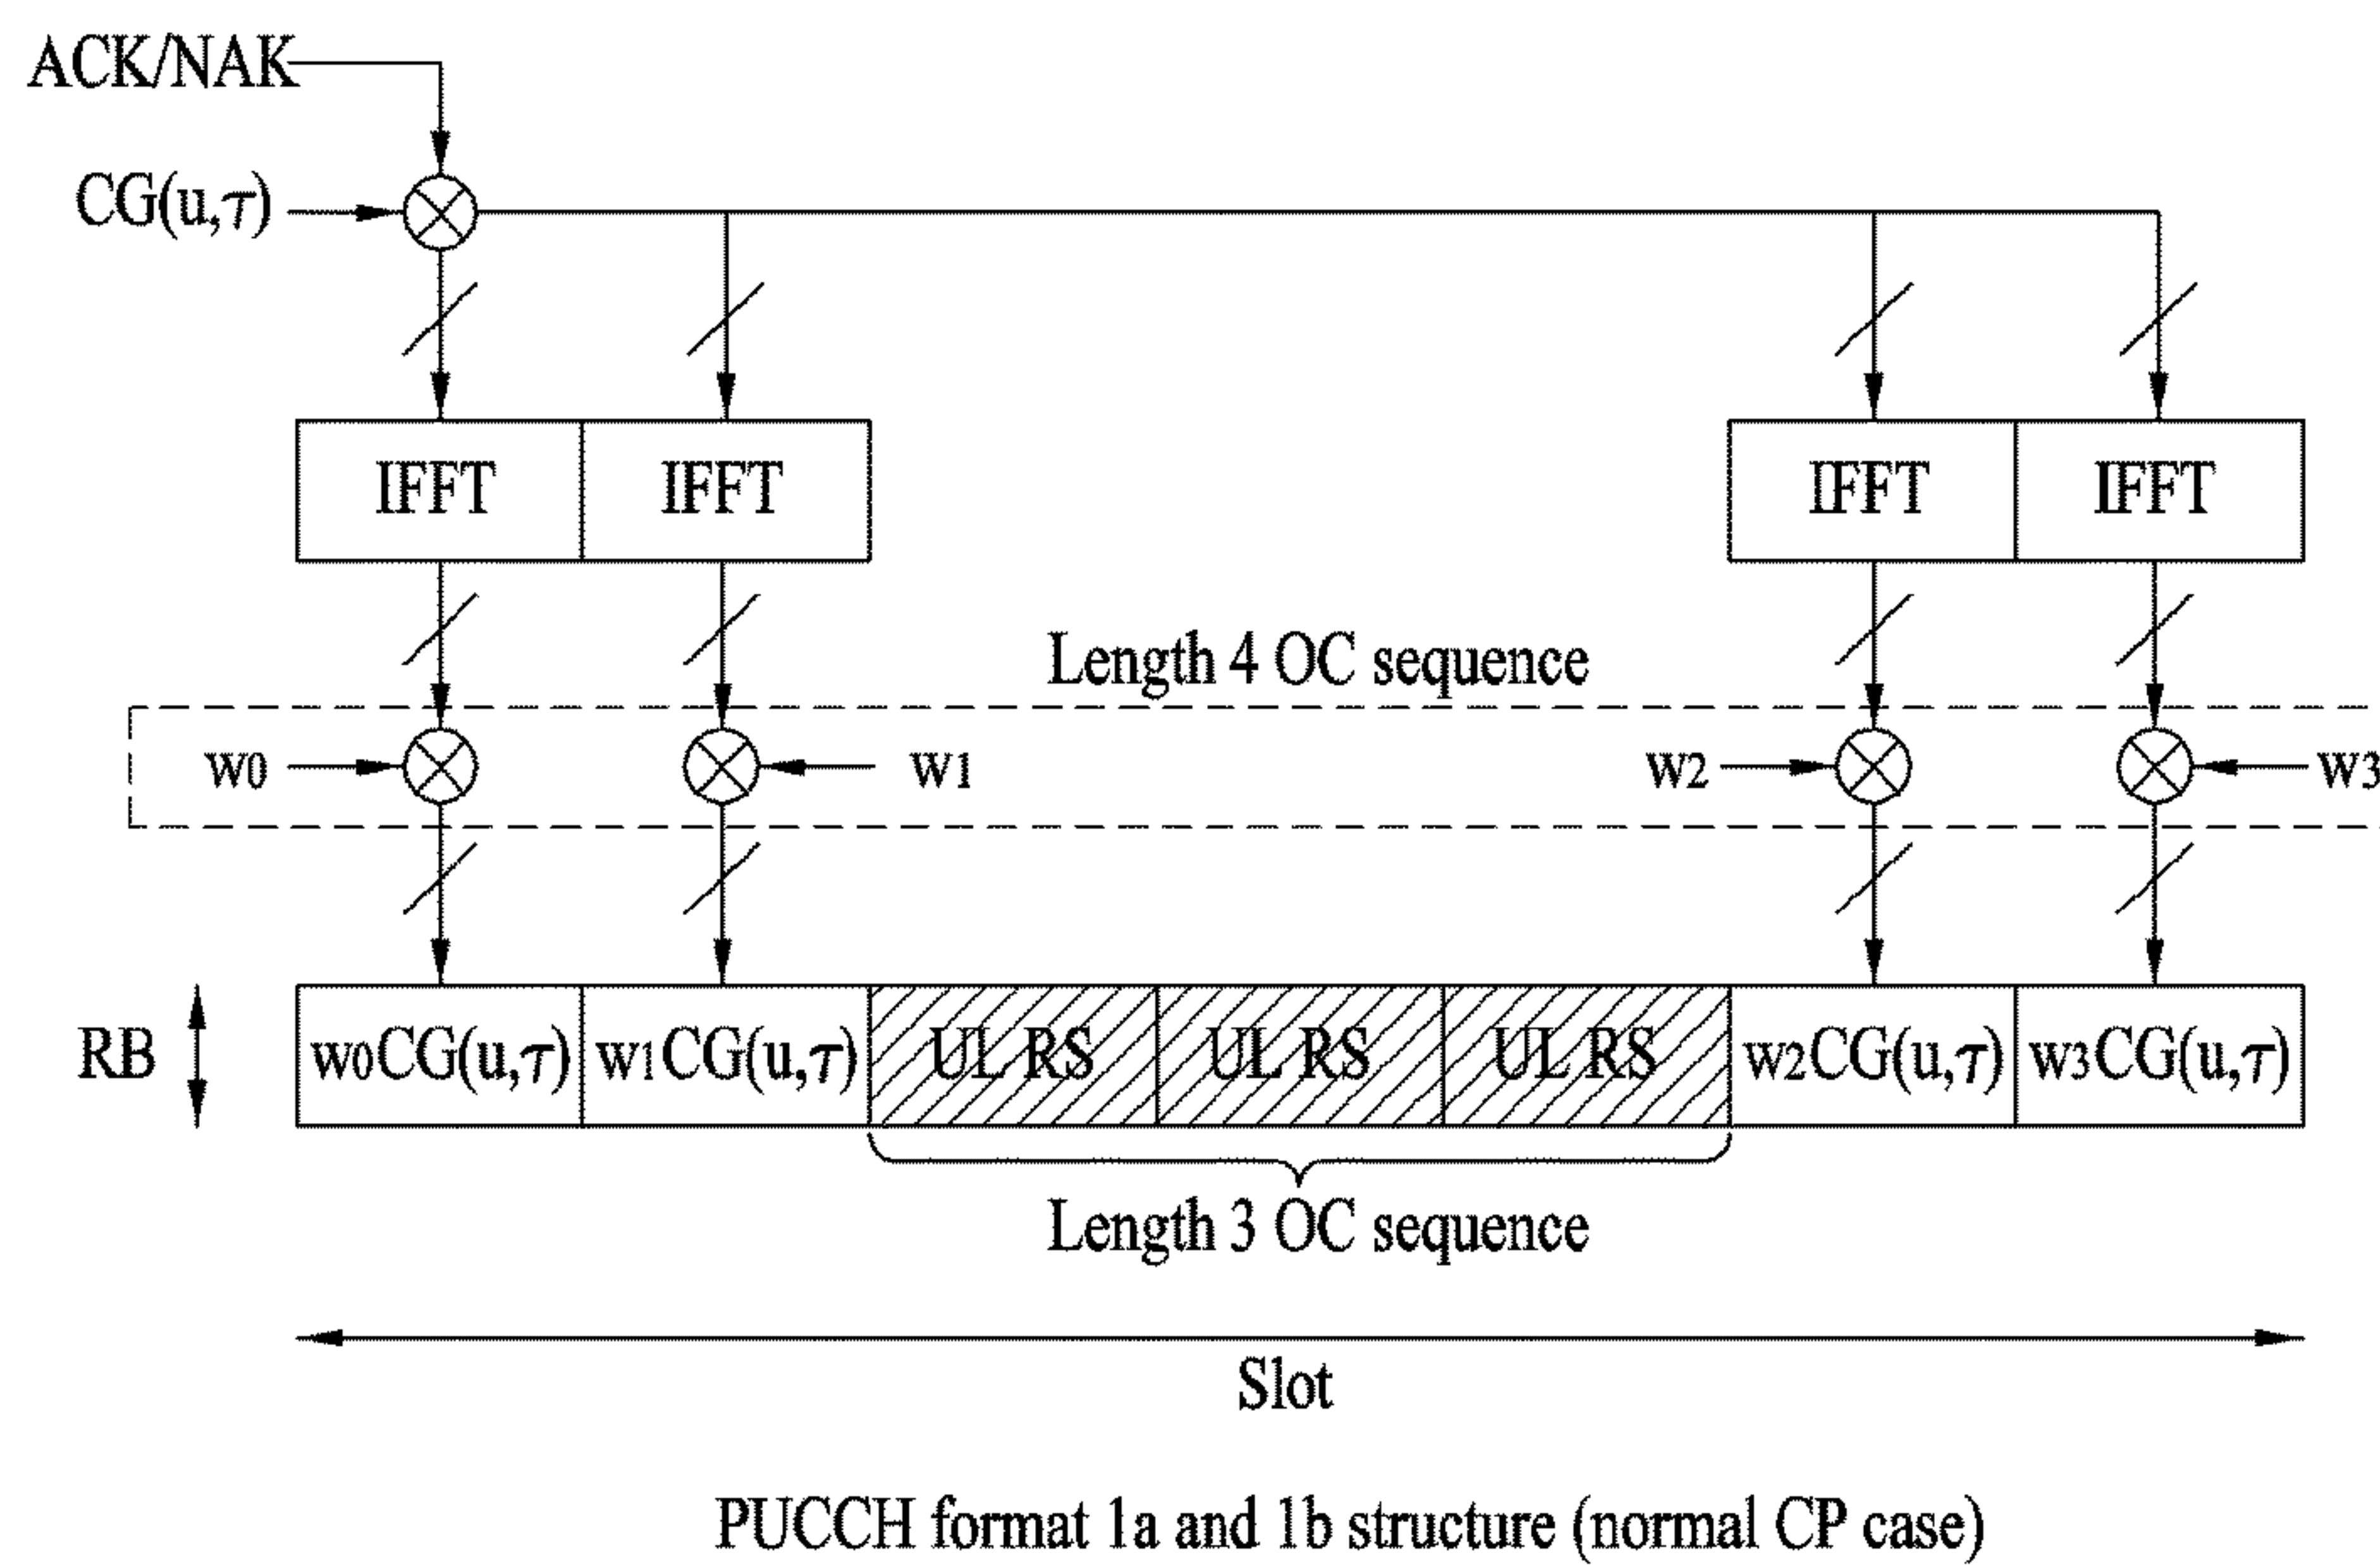 ACK/NAK
CG(u,τ)
IFFT IFFT IFFT IFFT
Length 4 OC sequence
w0 w1 w2 w3
RB w0CG(u,τ) w1CG(u,τ) UL RS UL RS UL RS w2CG(u,τ) w3CG(u,τ)
Length 3 OC sequence
Slot
PUCCH format 1a and 1b structure (normal CP case)